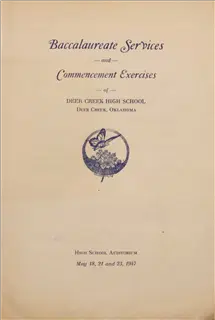 Baccalaureate Services
— and —
Commencement Exercises
— of —
DEER CREEK HIGH SCHOOL
DEER CREEK, OKLAHOMA
HIGH SCHOOL AUDITORIUM
May 18, 21 and 23, 1947